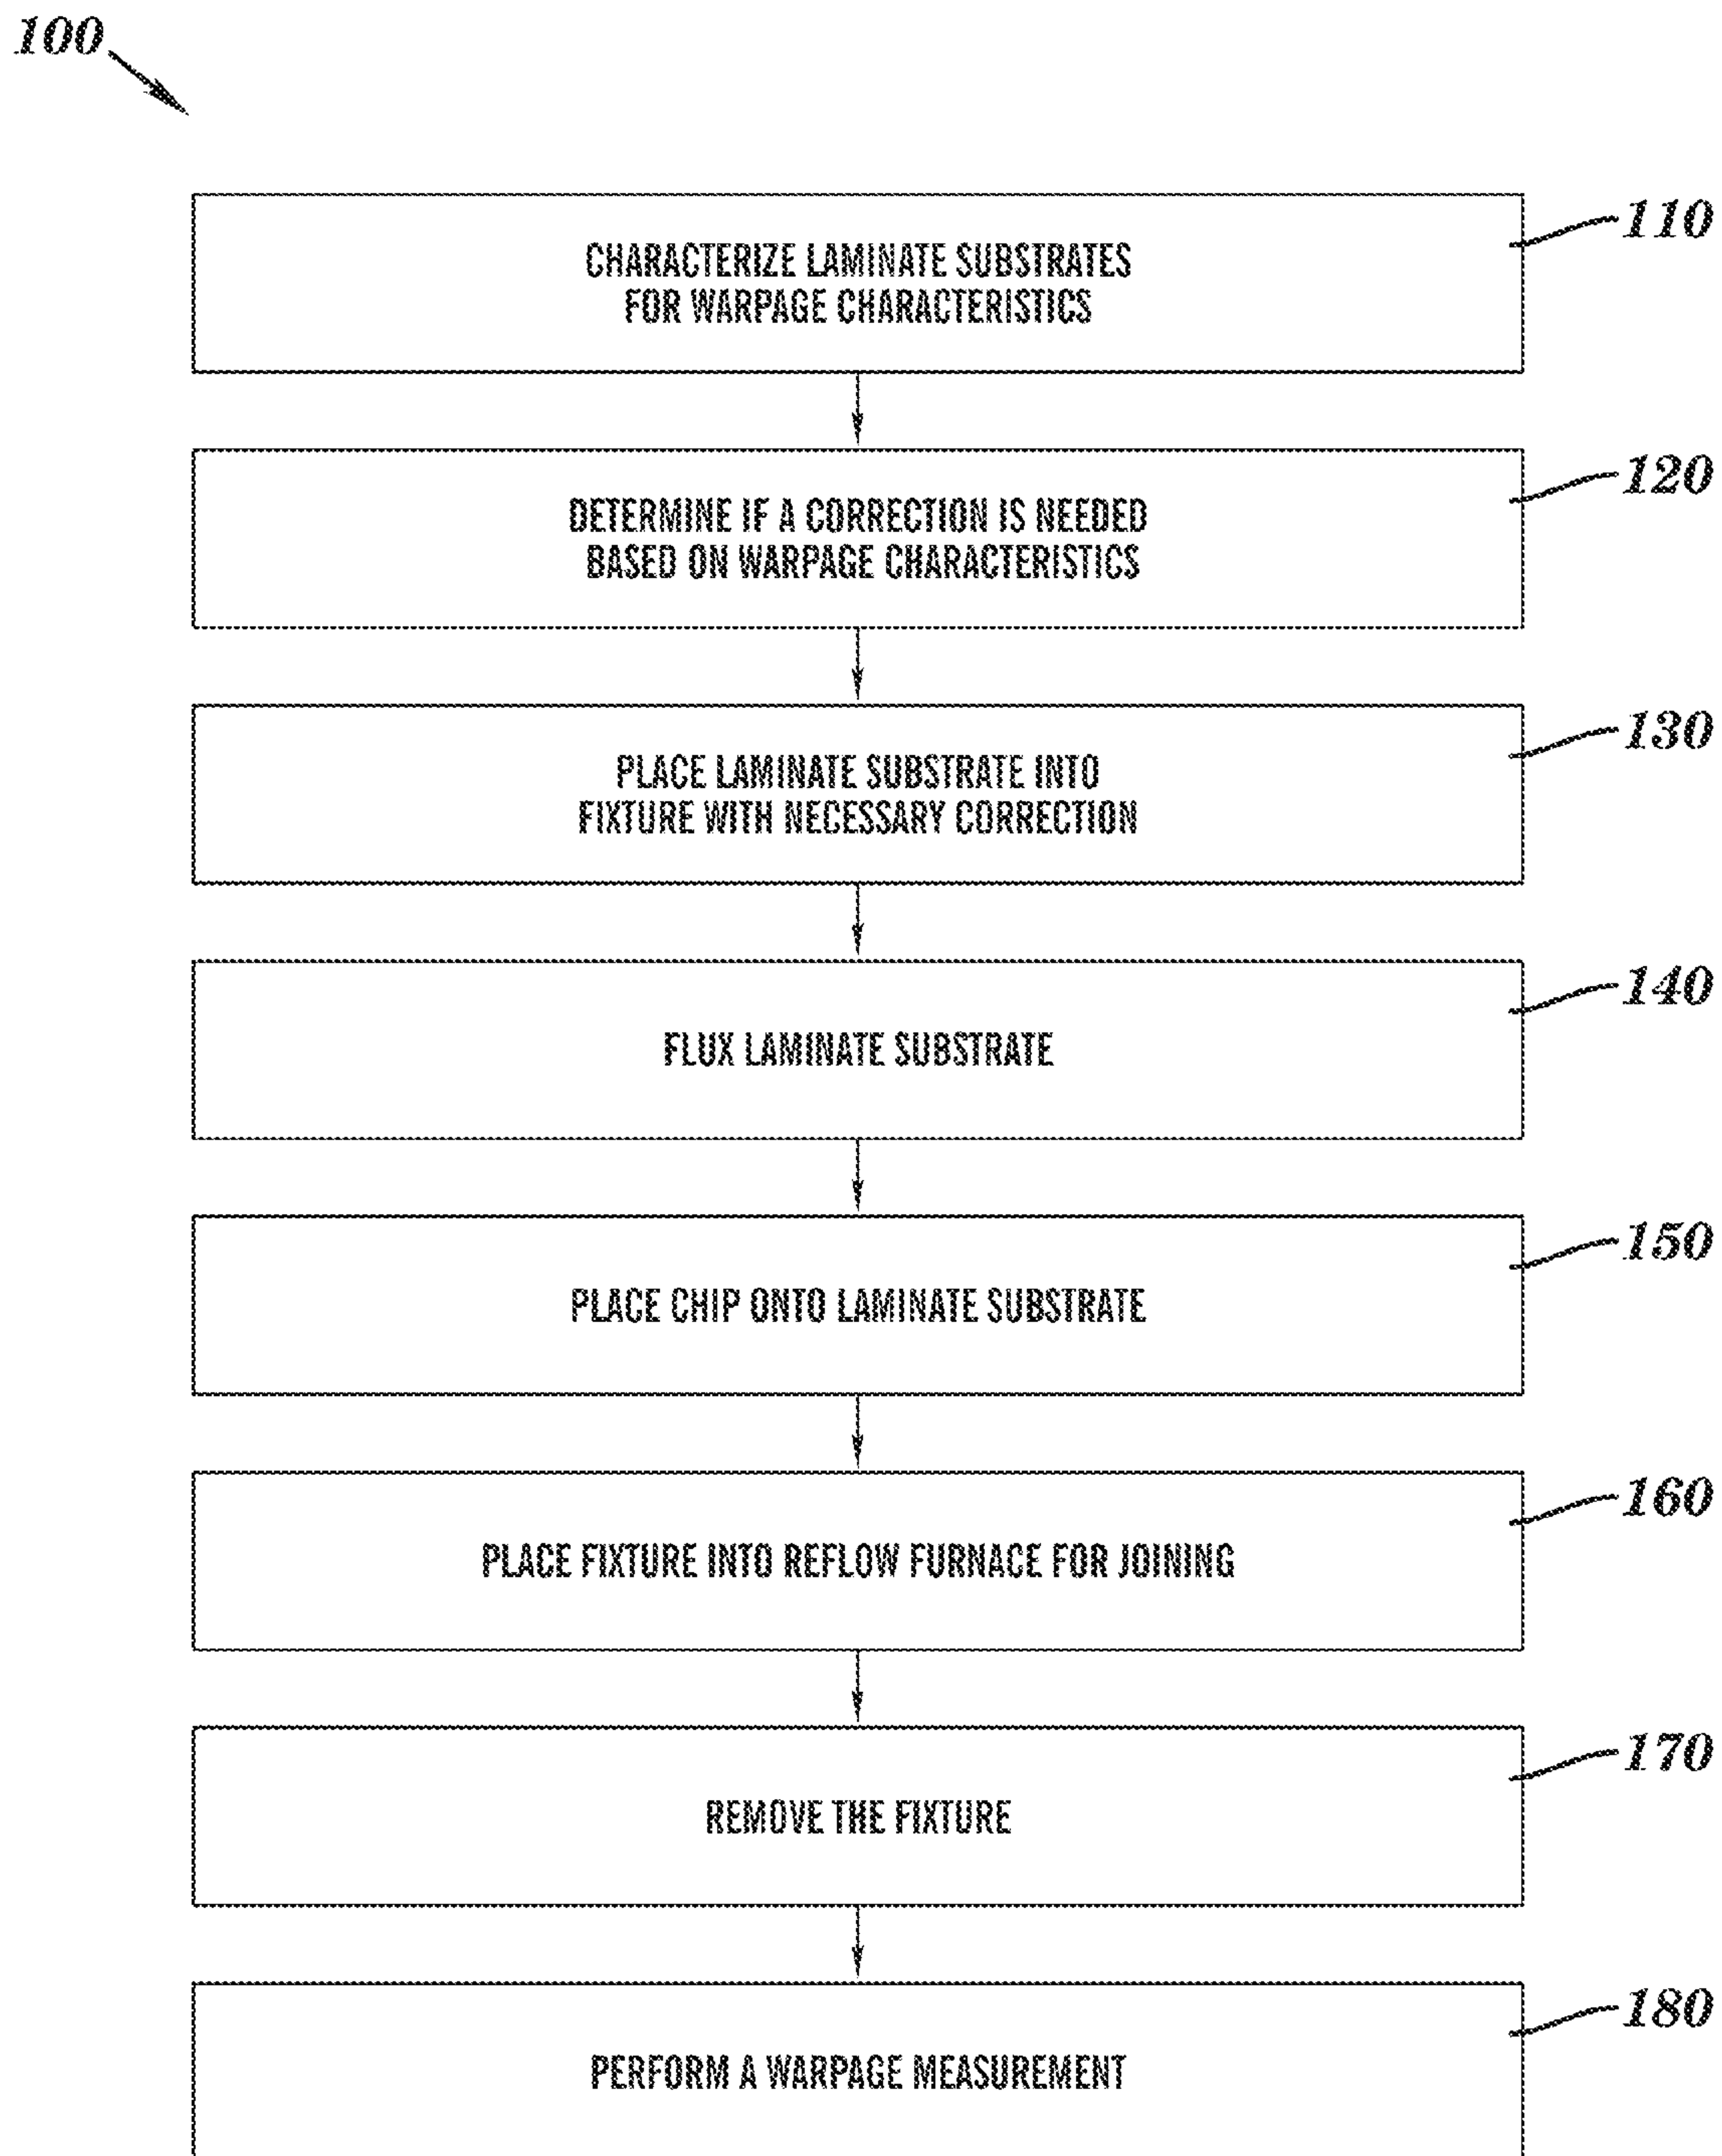 100
110
CHARACTERIZE LAMINATE SUBSTRATES
FOR WARPAGE CHARACTERISTICS
120
DETERMINE IF A CORRECTION IS NEEDED
BASED ON WARPAGE CHARACTERISTICS
130
PLACE LAMINATE SUBSTRATE INTO
FIXTURE WITH NECESSARY CORRECTION
140
FLUX LAMINATE SUBSTRATE
150
PLACE CHIP ONTO LAMINATE SUBSTRATE
160
PLACE FIXTURE INTO REFLOW FURNACE FOR JOINING
170
REMOVE THE FIXTURE
180
PERFORM A WARPAGE MEASUREMENT